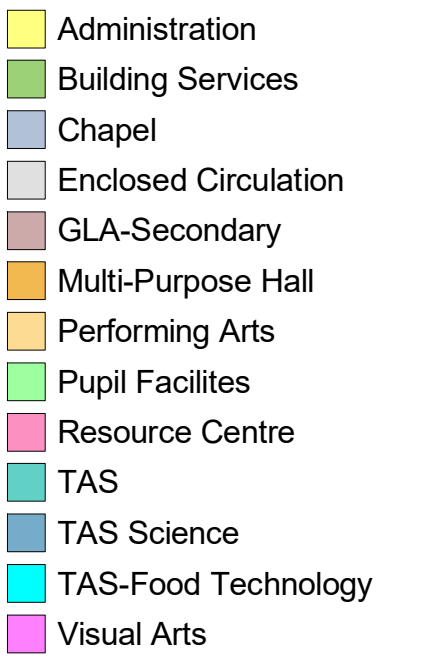 Administration
Building Services
Chapel
Enclosed Circulation
GLA-Secondary
Multi-Purpose Hall
Performing Arts
Pupil Facilites
Resource Centre
TAS
TAS Science
TAS-Food Technology
Visual Arts